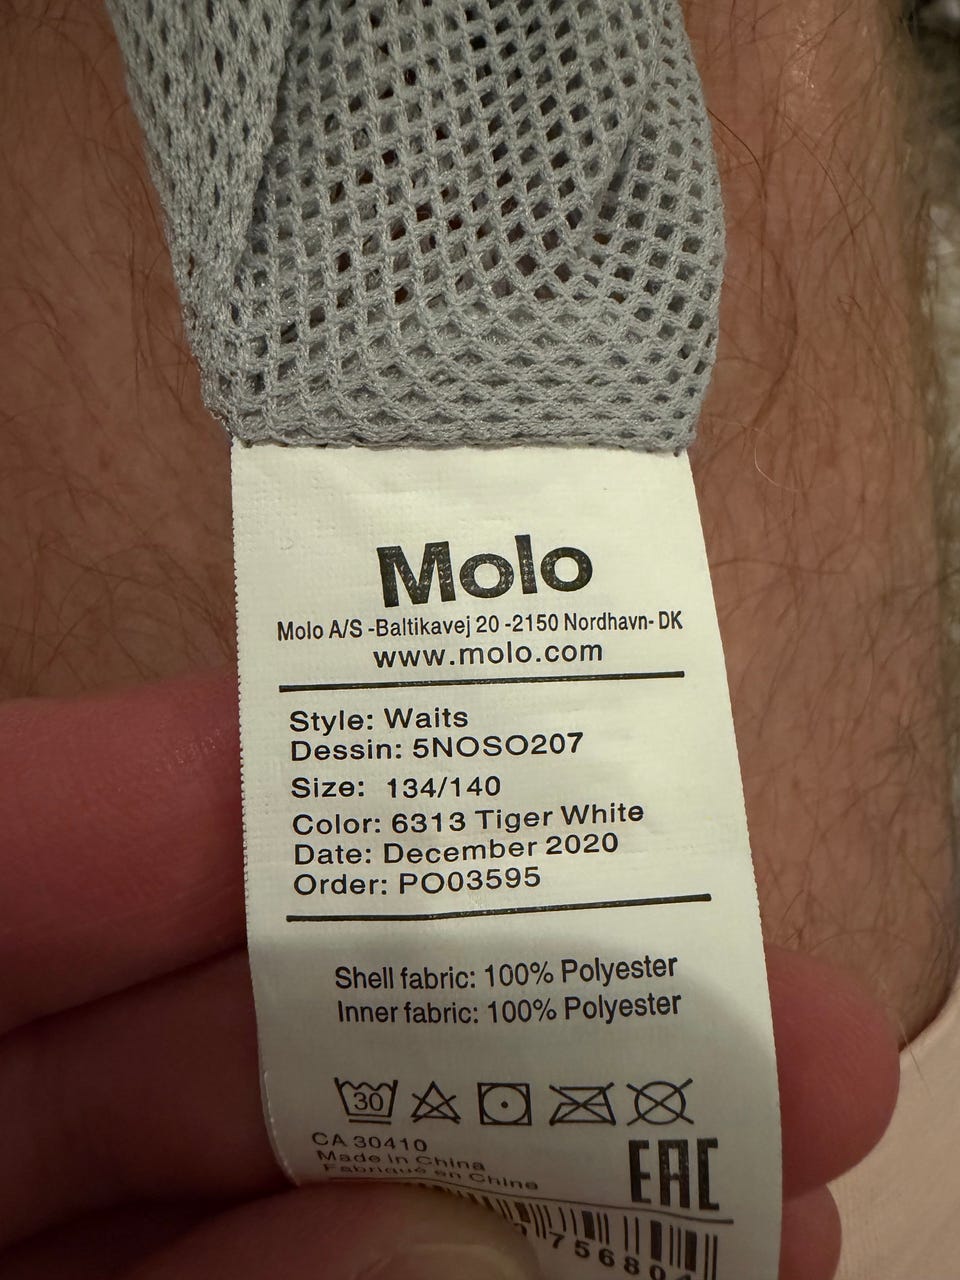 Molo
Molo A/S -Baltikavej 20 -2150 Nordhavn- DK
www.molo.com
Style: Waits
Dessin: 5NOSO207
Size: 134/140
Color: 6313 Tiger White
Date: December 2020
Order: PO03595
Shell fabric: 100% Polyester
Inner fabric: 100% Polyester
30
CA 30410
Made in China
Fabriqué en Chine
EAC